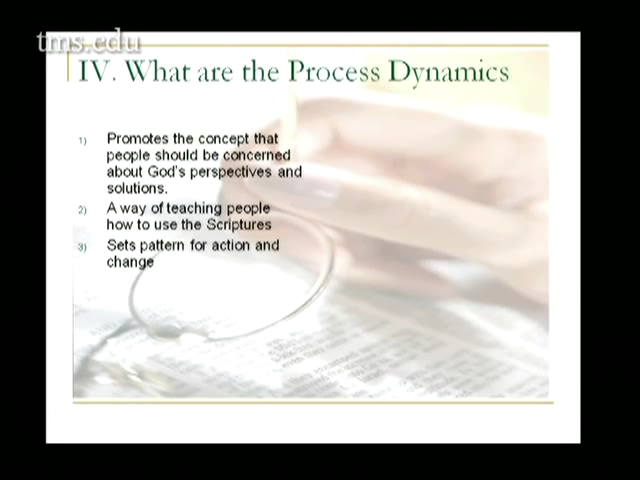 tms.edu
IV. What are the Process Dynamics
1) Promotes the concept that
people should be concerned
about God's perspectives and
solutions.
2) A way of teaching people
how to use the Scriptures
3) Sets pattern for action and
change